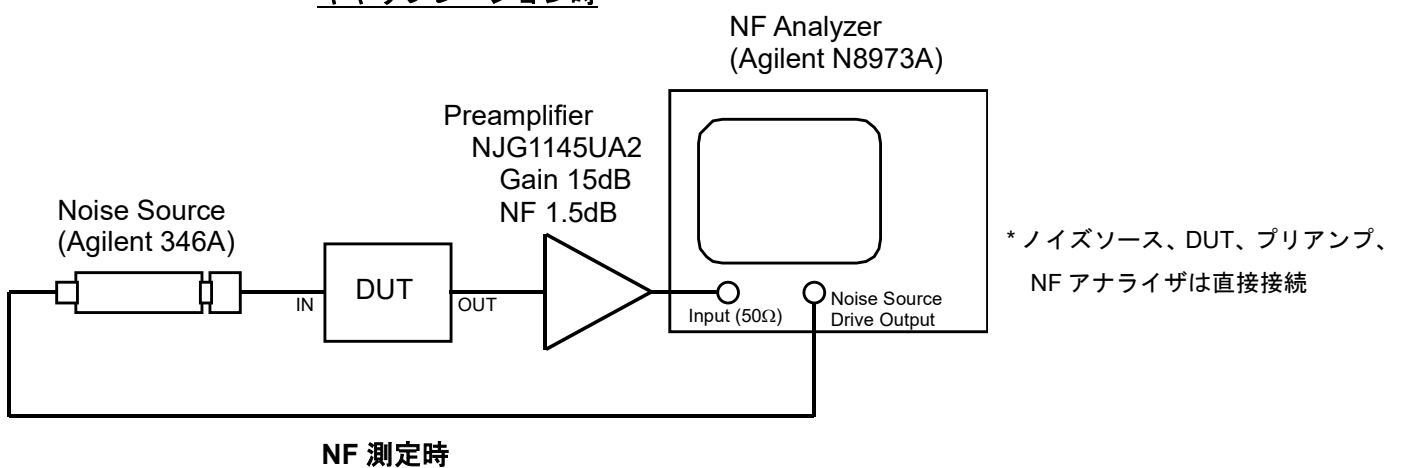 NF Analyzer
(Agilent N8973A)
Preamplifier
NJG1145UA2
Gain 15dB
NF 1.5dB
Noise Source
(Agilent 346A)
DUT
IN
OUT
Input (50Ω)
Noise Source
Drive Output
* ノイズソース、DUT、プリアンプ、
NF アナライザは直接接続
NF 測定時